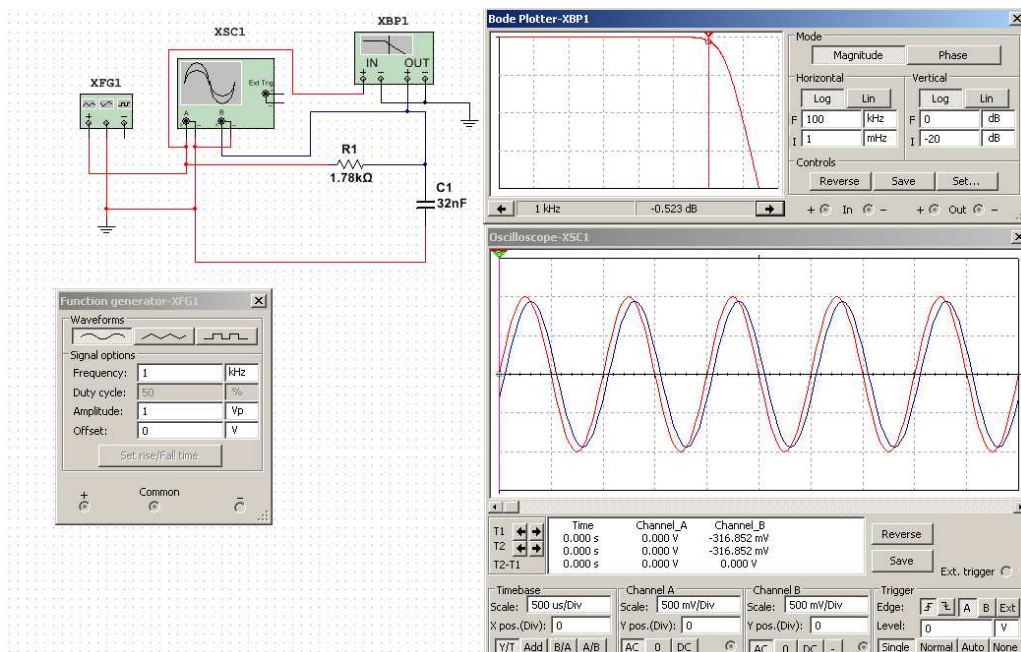 XSC1
XBP1
XFG1
IN OUT
Ext Trig
A B
R1
1.78kΩ
C1
32nF
Function generator-XFG1
Waveforms
Signal options
Frequency: 1 kHz
Duty cycle: 50 %
Amplitude: 1 Vp
Offset: 0 V
Set rise/Fall time
+ Common -
Bode Plotter-XBP1
Mode
Magnitude Phase
Horizontal Vertical
Log Lin Log Lin
F 100 kHz F 0 dB
I 1 mHz I -20 dB
Controls
Reverse Save Set...
1 kHz -0.523 dB + In - + Out -
Oscilloscope-XSC1
Time Channel_A Channel_B
T1 0.000 s 0.000 V -316.852 mV
T2 0.000 s 0.000 V -316.852 mV
T2-T1 0.000 s 0.000 V 0.000 V
Reverse
Save
Ext. trigger
Timebase Channel A Channel B Trigger
Scale: 500 us/Div Scale: 500 mV/Div Scale: 500 mV/Div Edge: A B Ext
X pos.(Div): 0 Y pos.(Div): 0 Y pos.(Div): 0 Level: 0 V
Y/T Add B/A A/B AC 0 DC AC 0 DC - Single Normal Auto None